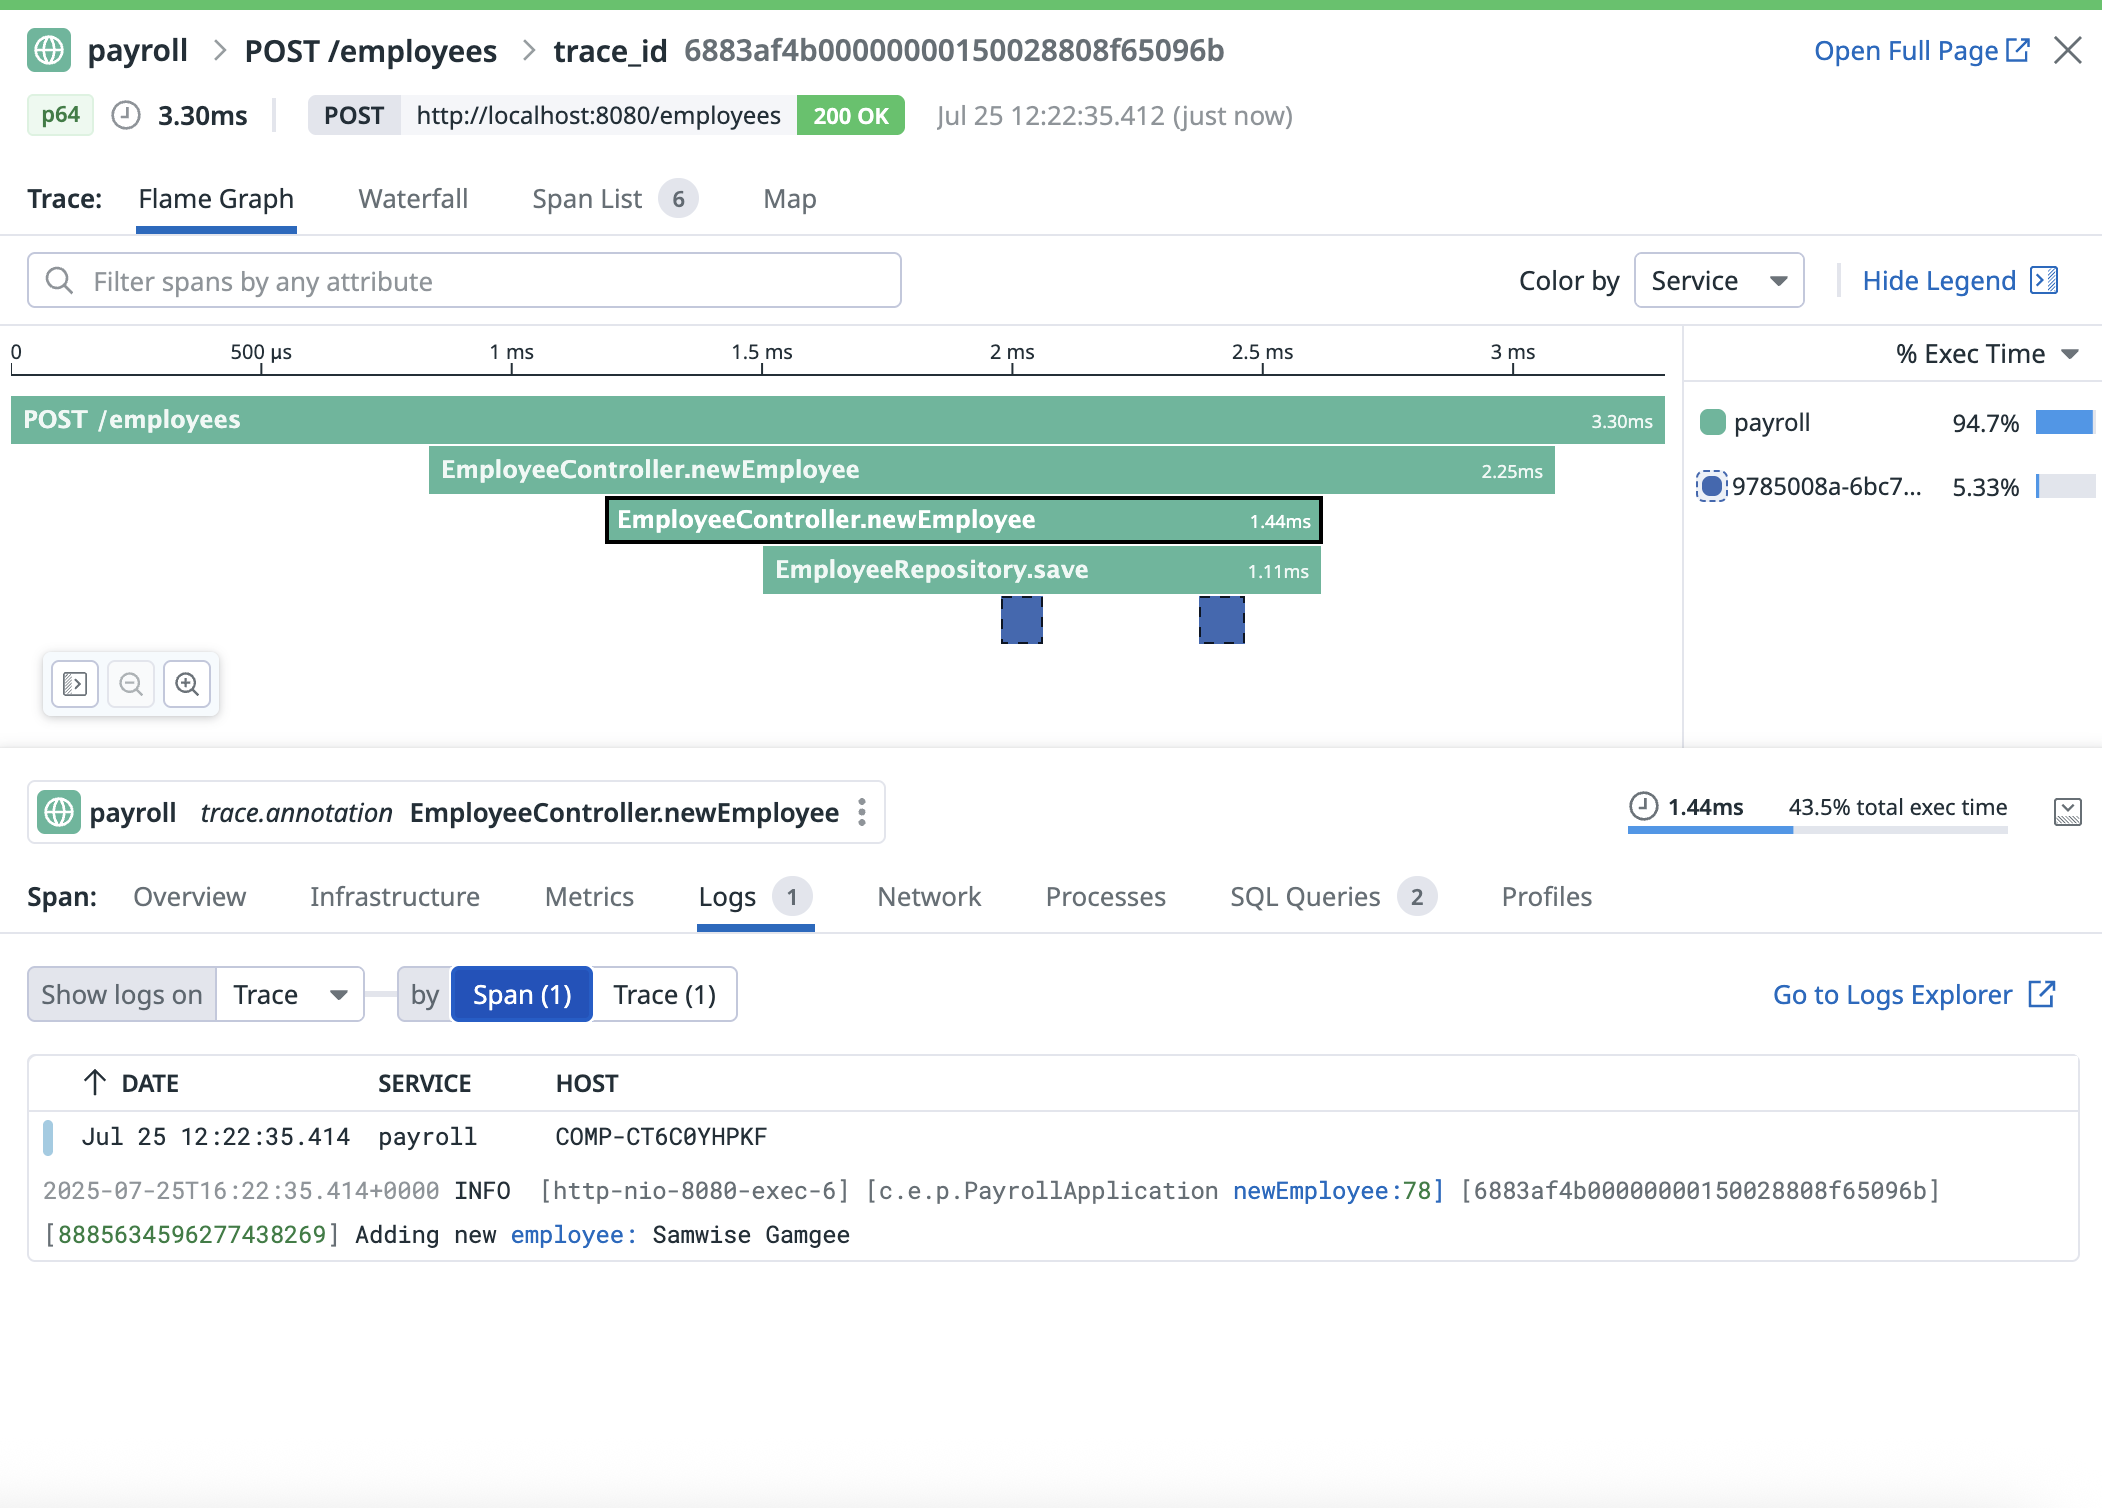 payroll > POST /employees > trace_id 6883af4b00000000150028808f65096b Open Full Page
p64 3.30ms POST http://localhost:8080/employees 200 OK Jul 25 12:22:35.412 (just now)
Trace: Flame Graph Waterfall Span List 6 Map
Filter spans by any attribute Color by Service Hide Legend
0 500 µs 1 ms 1.5 ms 2 ms 2.5 ms 3 ms % Exec Time
POST /employees 3.30ms
payroll 94.7%
EmployeeController.newEmployee 2.25ms
9785008a-6bc7... 5.33%
EmployeeController.newEmployee 1.44ms
EmployeeRepository.save 1.11ms
payroll trace.annotation EmployeeController.newEmployee 1.44ms 43.5% total exec time
Span: Overview Infrastructure Metrics Logs 1 Network Processes SQL Queries 2 Profiles
Show logs on Trace by Span (1) Trace (1) Go to Logs Explorer
DATE SERVICE HOST
Jul 25 12:22:35.414 payroll COMP-CT6C0YHPKF
2025-07-25T16:22:35.414+0000 INFO [http-nio-8080-exec-6] [c.e.p.PayrollApplication newEmployee:78] [6883af4b00000000150028808f65096b]
[8885634596277438269] Adding new employee: Samwise Gamgee